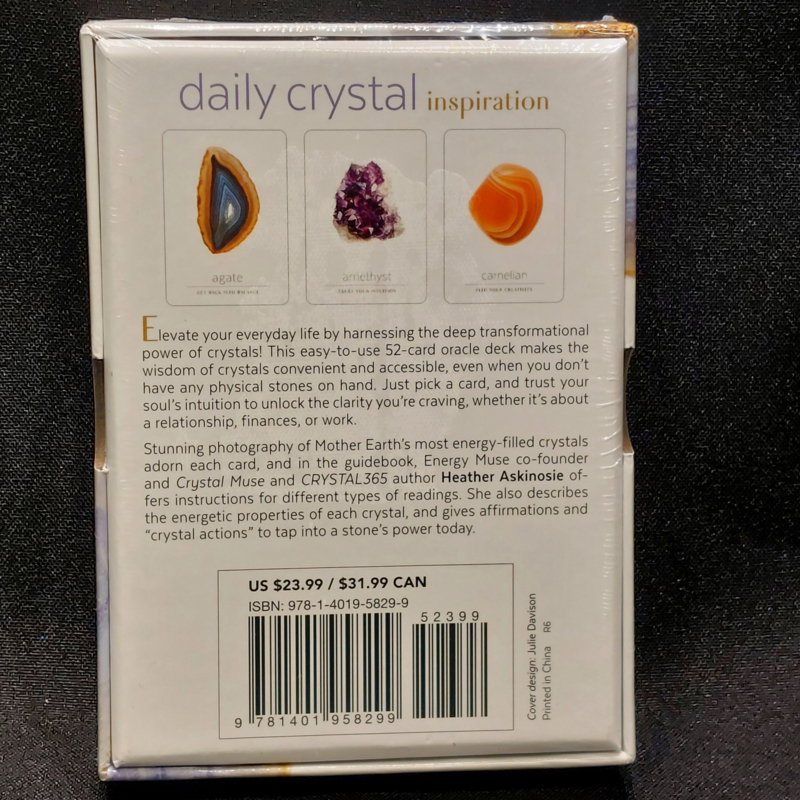 daily crystal inspiration
agate
amethyst
carnelian
Elevate your everyday life by harnessing the deep transformational
power of crystals! This easy-to-use 52-card oracle deck makes the
wisdom of crystals convenient and accessible, even when you don't
have any physical stones on hand. Just pick a card, and trust your
soul's intuition to unlock the clarity you're craving, whether it's about
a relationship, finances, or work.
Stunning photography of Mother Earth's most energy-filled crystals
adorn each card, and in the guidebook, Energy Muse co-founder
and Crystal Muse and CRYSTAL365 author Heather Askinosie of-
fers instructions for different types of readings. She also describes
the energetic properties of each crystal, and gives affirmations and
"crystal actions" to tap into a stone's power today.
US $23.99 / $31.99 CAN
ISBN: 978-1-4019-5829-9
52399
9 781401 958299
Cover design: Julie Davison
Printed in China R6